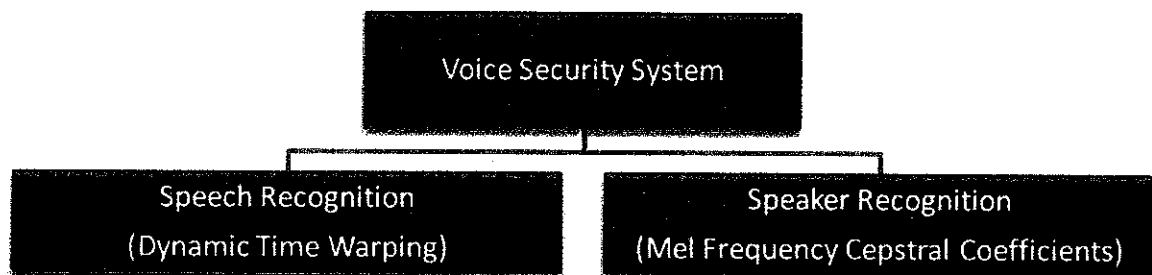 Voice Security System
Speech Recognition
(Dynamic Time Warping)
Speaker Recognition
(Mel Frequency Cepstral Coefficients)